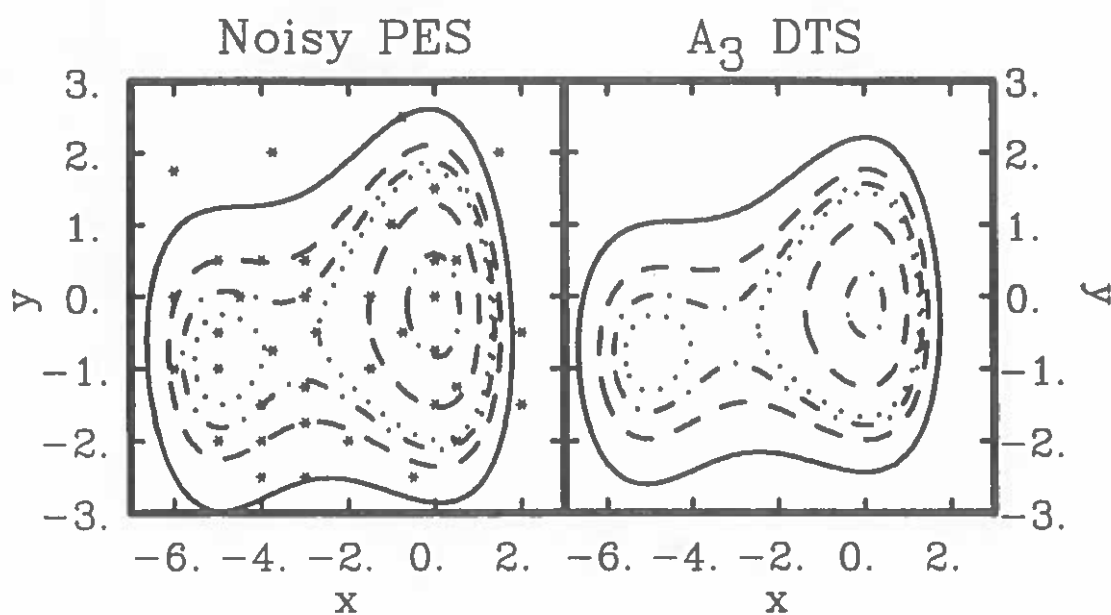 Noisy PES
A3 DTS
3.
2.
1.
0.
-1.
-2.
-3.
y
3.
2.
1.
0.
-1.
-2.
-3.
y
-6. -4. -2. 0. 2.
-6. -4. -2. 0. 2.
x
x